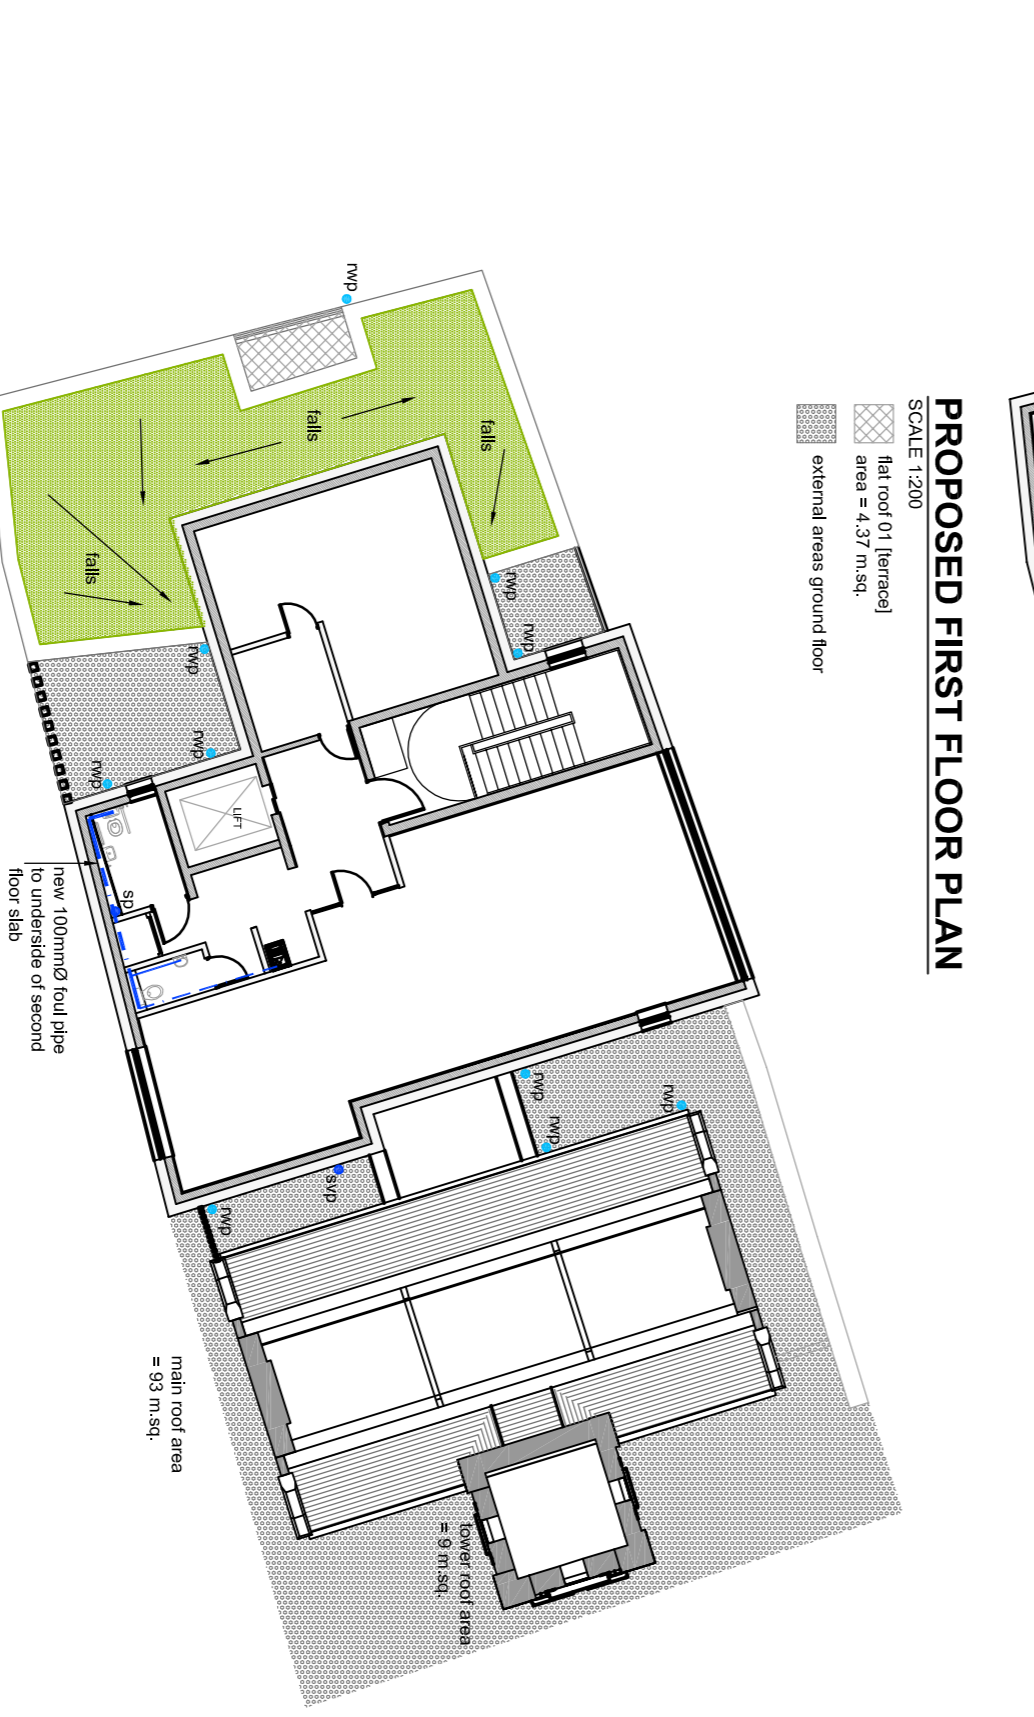 PROPOSED FIRST FLOOR PLAN
SCALE 1:200
flat roof 01 [terrace]
area = 4.37 m.sq.
external areas ground floor
rwp
falls
falls
falls
rwp
rwp
rwp
rwp
rwp
LIFT
sp
new 100mmØ foul pipe
to underside of second
floor slab
rwp
rwp
rwp
svp
rwp
main roof area
= 93 m.sq.
tower roof area
= 9 m.sq.